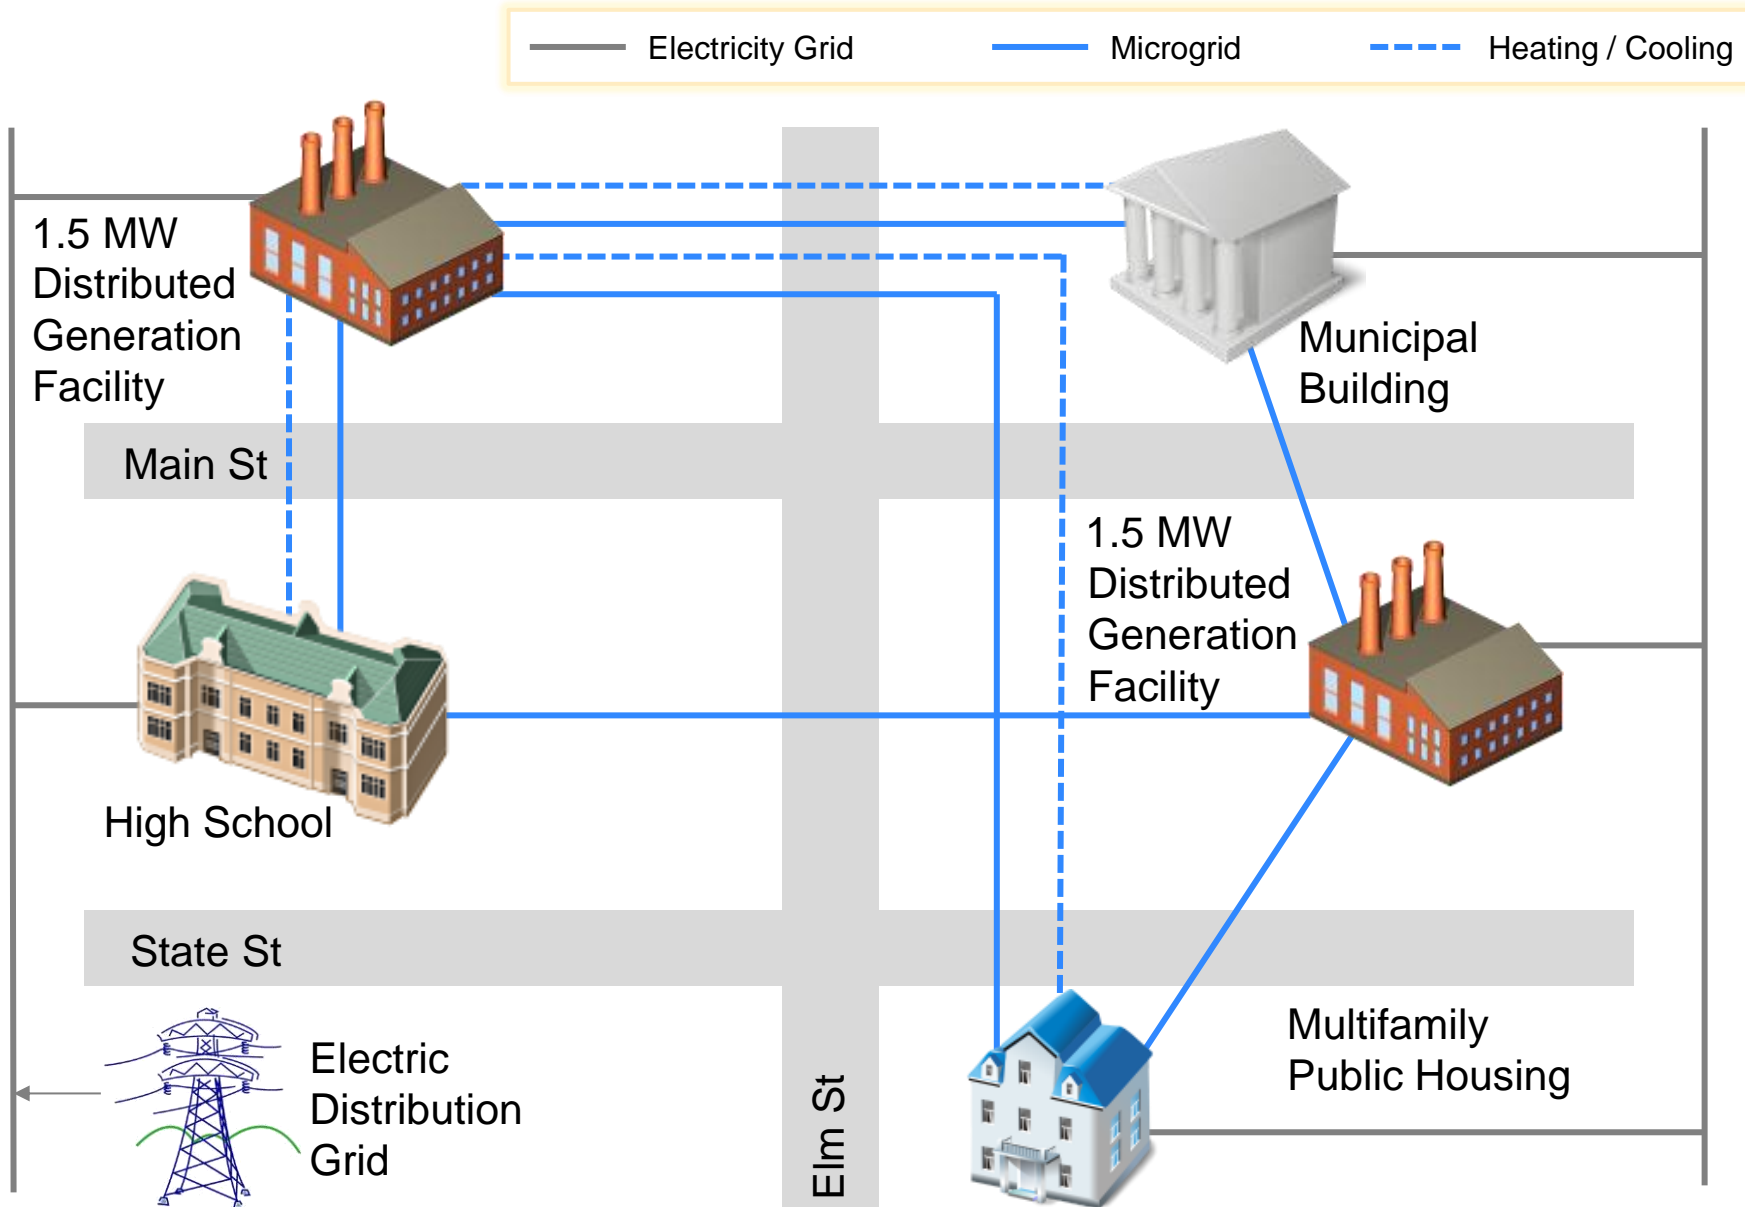 Electricity Grid
Microgrid
Heating / Cooling
1.5 MW
Distributed
Generation
Facility
Municipal
Building
Main St
1.5 MW
Distributed
Generation
Facility
High School
State St
Electric
Distribution
Grid
Elm St
Multifamily
Public Housing